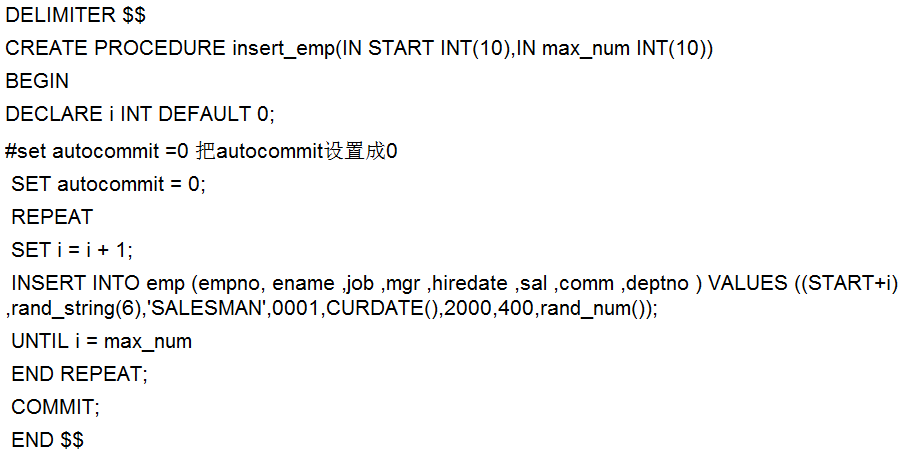 DELIMITER $$
CREATE PROCEDURE insert_emp(IN START INT(10),IN max_num INT(10))
BEGIN
DECLARE i INT DEFAULT 0;
#set autocommit =0 把autocommit设置成0
SET autocommit = 0;
REPEAT
SET i = i + 1;
INSERT INTO emp (empno, ename ,job ,mgr ,hiredate ,sal ,comm ,deptno ) VALUES ((START+i)
,rand_string(6),'SALESMAN',0001,CURDATE(),2000,400,rand_num());
UNTIL i = max_num
END REPEAT;
COMMIT;
END $$